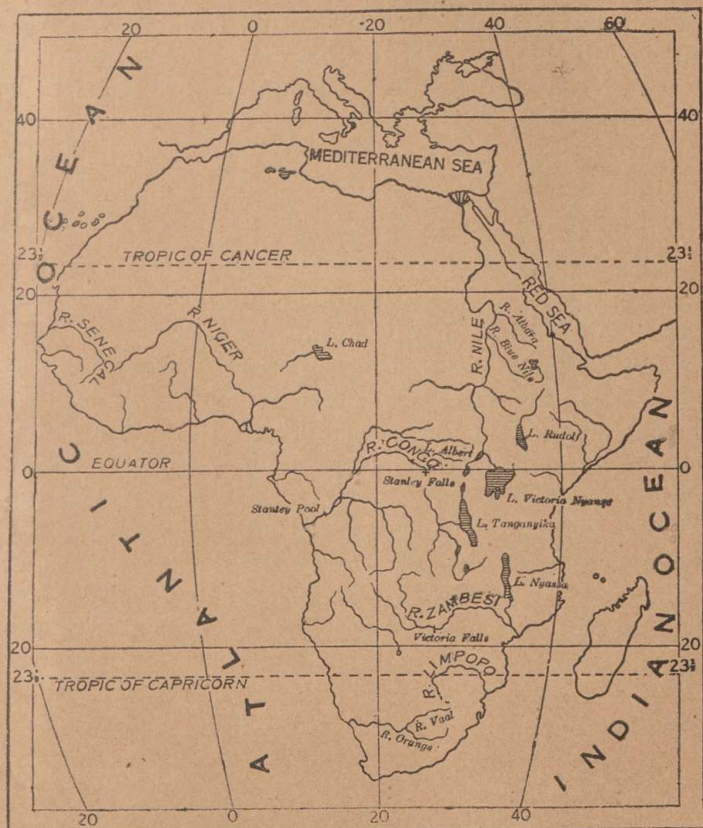 20 0 20 40 60
40 40
OCEAN
MEDITERRANEAN SEA
23½ TROPIC OF CANCER 23½
20 20
RED SEA
R. SENEGAL
R. NIGER
L. Chad
R. NILE
R. Atbara
R. Blue Nile
L. Rudolf
R. CONGO
L. Albert
EQUATOR
0 0
Stanley Falls
L. Victoria Nyanza
Stanley Pool
L. Tanganyika
L. Nyassa
R. ZAMBESI
Victoria Falls
20 20
R. LIMPOPO
23½ TROPIC OF CAPRICORN 23½
R. Vaal
R. Orange
ATLANTIC
INDIAN OCEAN
20 0 20 40